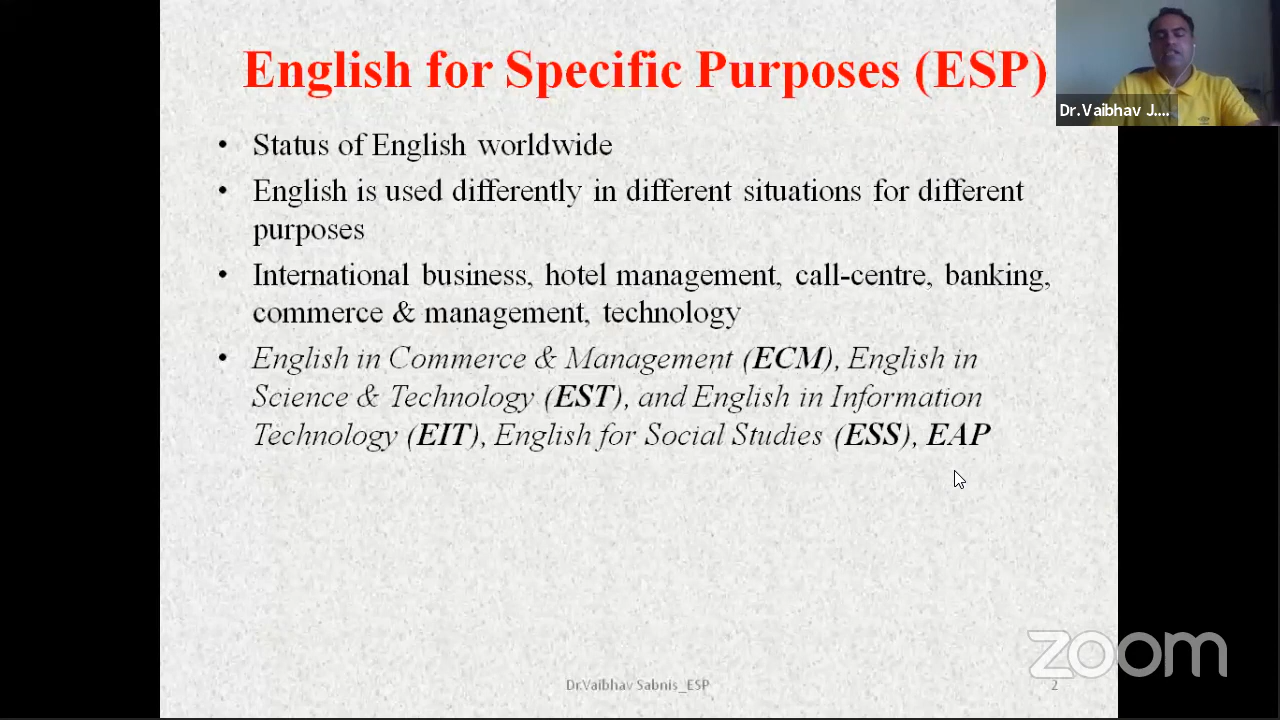 English for Specific Purposes (ESP)
Dr.Vaibhav J....
• Status of English worldwide
• English is used differently in different situations for different
purposes
• International business, hotel management, call-centre, banking,
commerce & management, technology
• English in Commerce & Management (ECM), English in
Science & Technology (EST), and English in Information
Technology (EIT), English for Social Studies (ESS), EAP
zoom
Dr.Vaibhav Sabnis_ESP
2